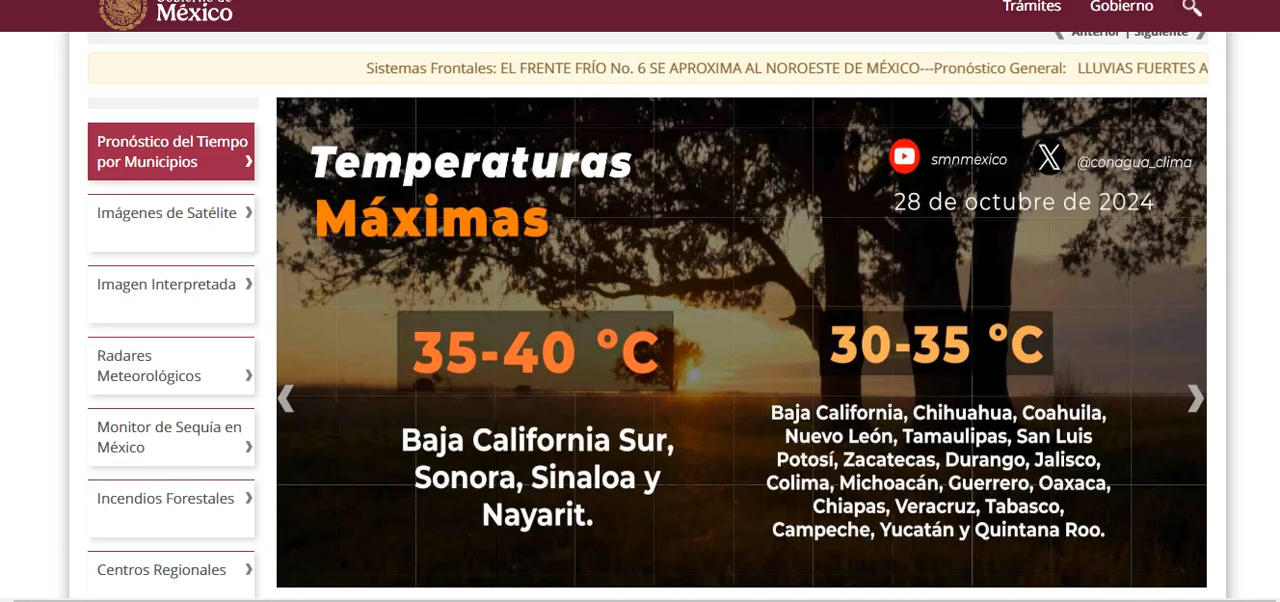 México
Trámites
Gobierno
Anterior | Siguiente
Sistemas Frontales: EL FRENTE FRÍO No. 6 SE APROXIMA AL NOROESTE DE MÉXICO---Pronóstico General: LLUVIAS FUERTES A
Pronóstico del Tiempo
por Municipios
Imágenes de Satélite
Imagen Interpretada
Radares
Meteorológicos
Monitor de Sequía en
México
Incendios Forestales
Centros Regionales
Temperaturas
Máximas
smnmexico
@conagua_clima
28 de octubre de 2024
35-40 °C
Baja California Sur,
Sonora, Sinaloa y
Nayarit.
30-35 °C
Baja California, Chihuahua, Coahuila,
Nuevo León, Tamaulipas, San Luis
Potosí, Zacatecas, Durango, Jalisco,
Colima, Michoacán, Guerrero, Oaxaca,
Chiapas, Veracruz, Tabasco,
Campeche, Yucatán y Quintana Roo.